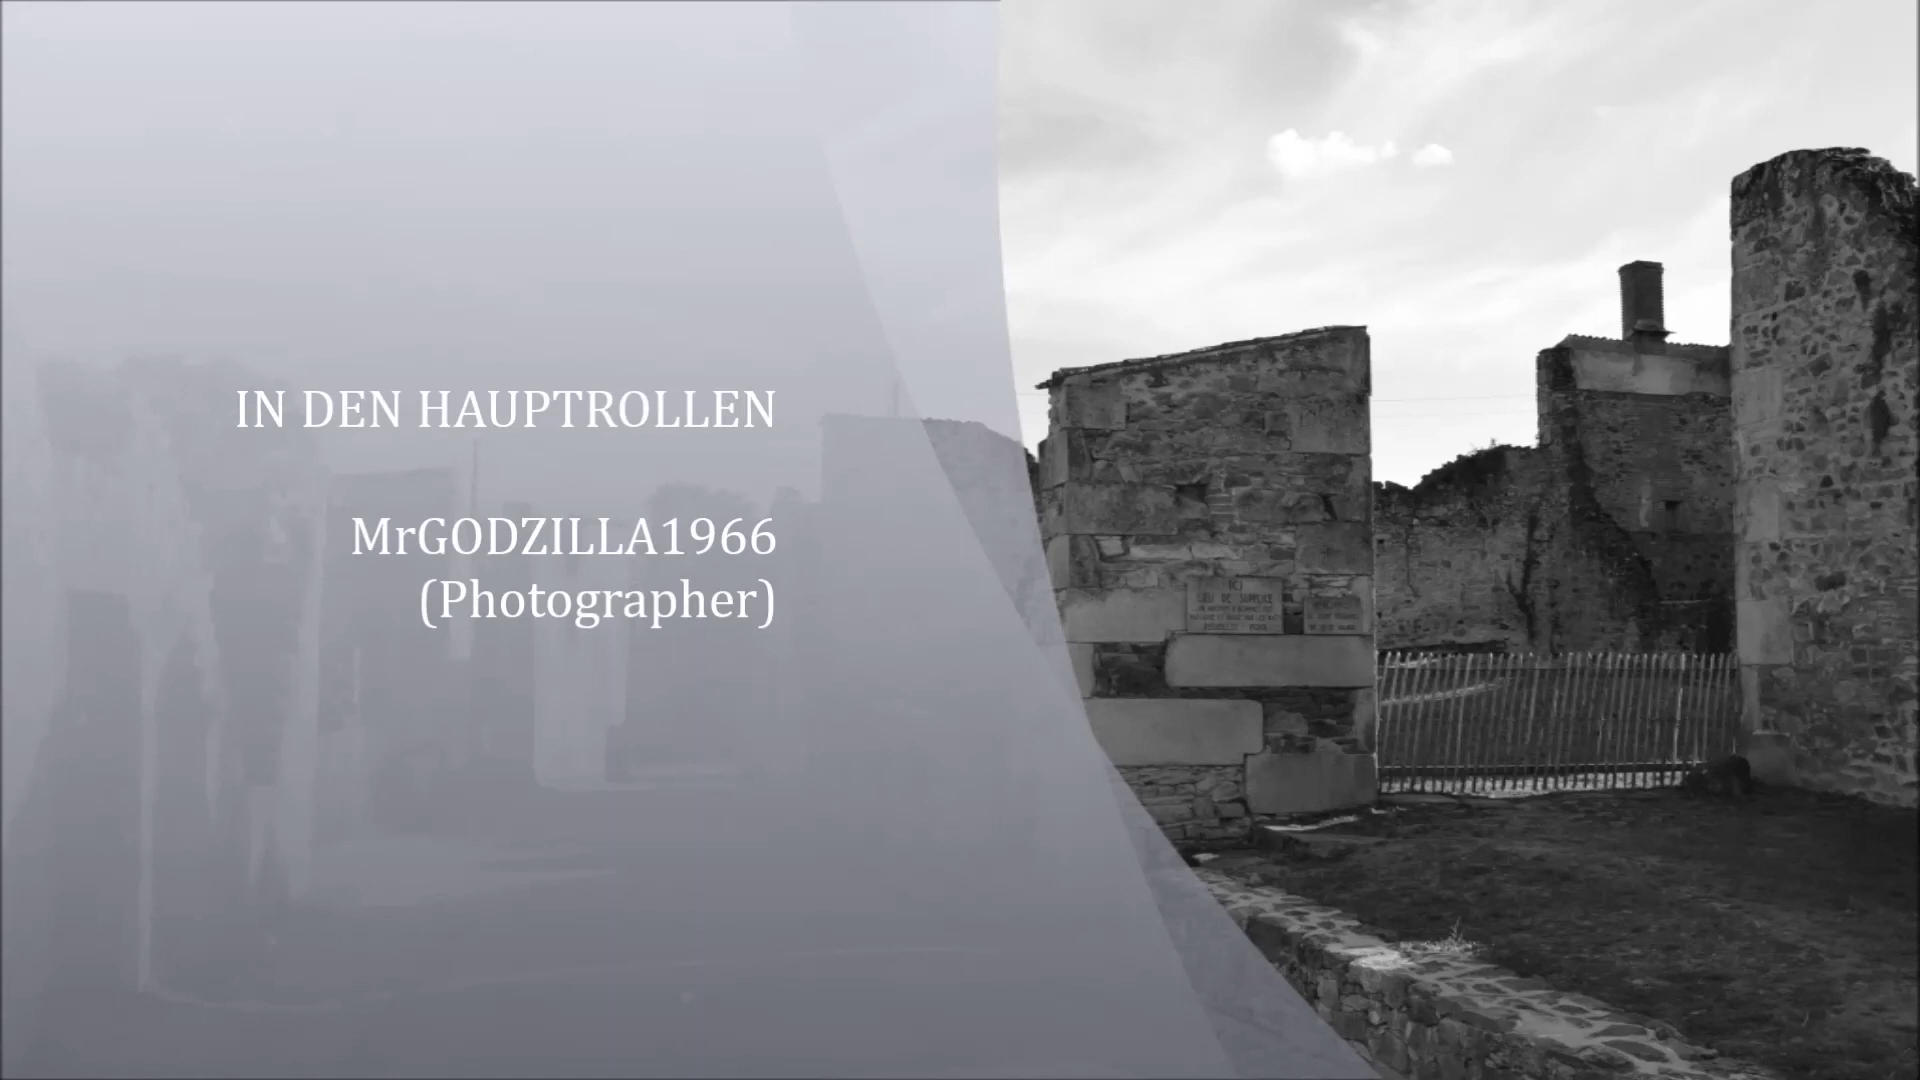 IN DEN HAUPTROLLEN
MrGODZILLA1966
(Photographer)
ICI
LIEU DE SUPPLICE